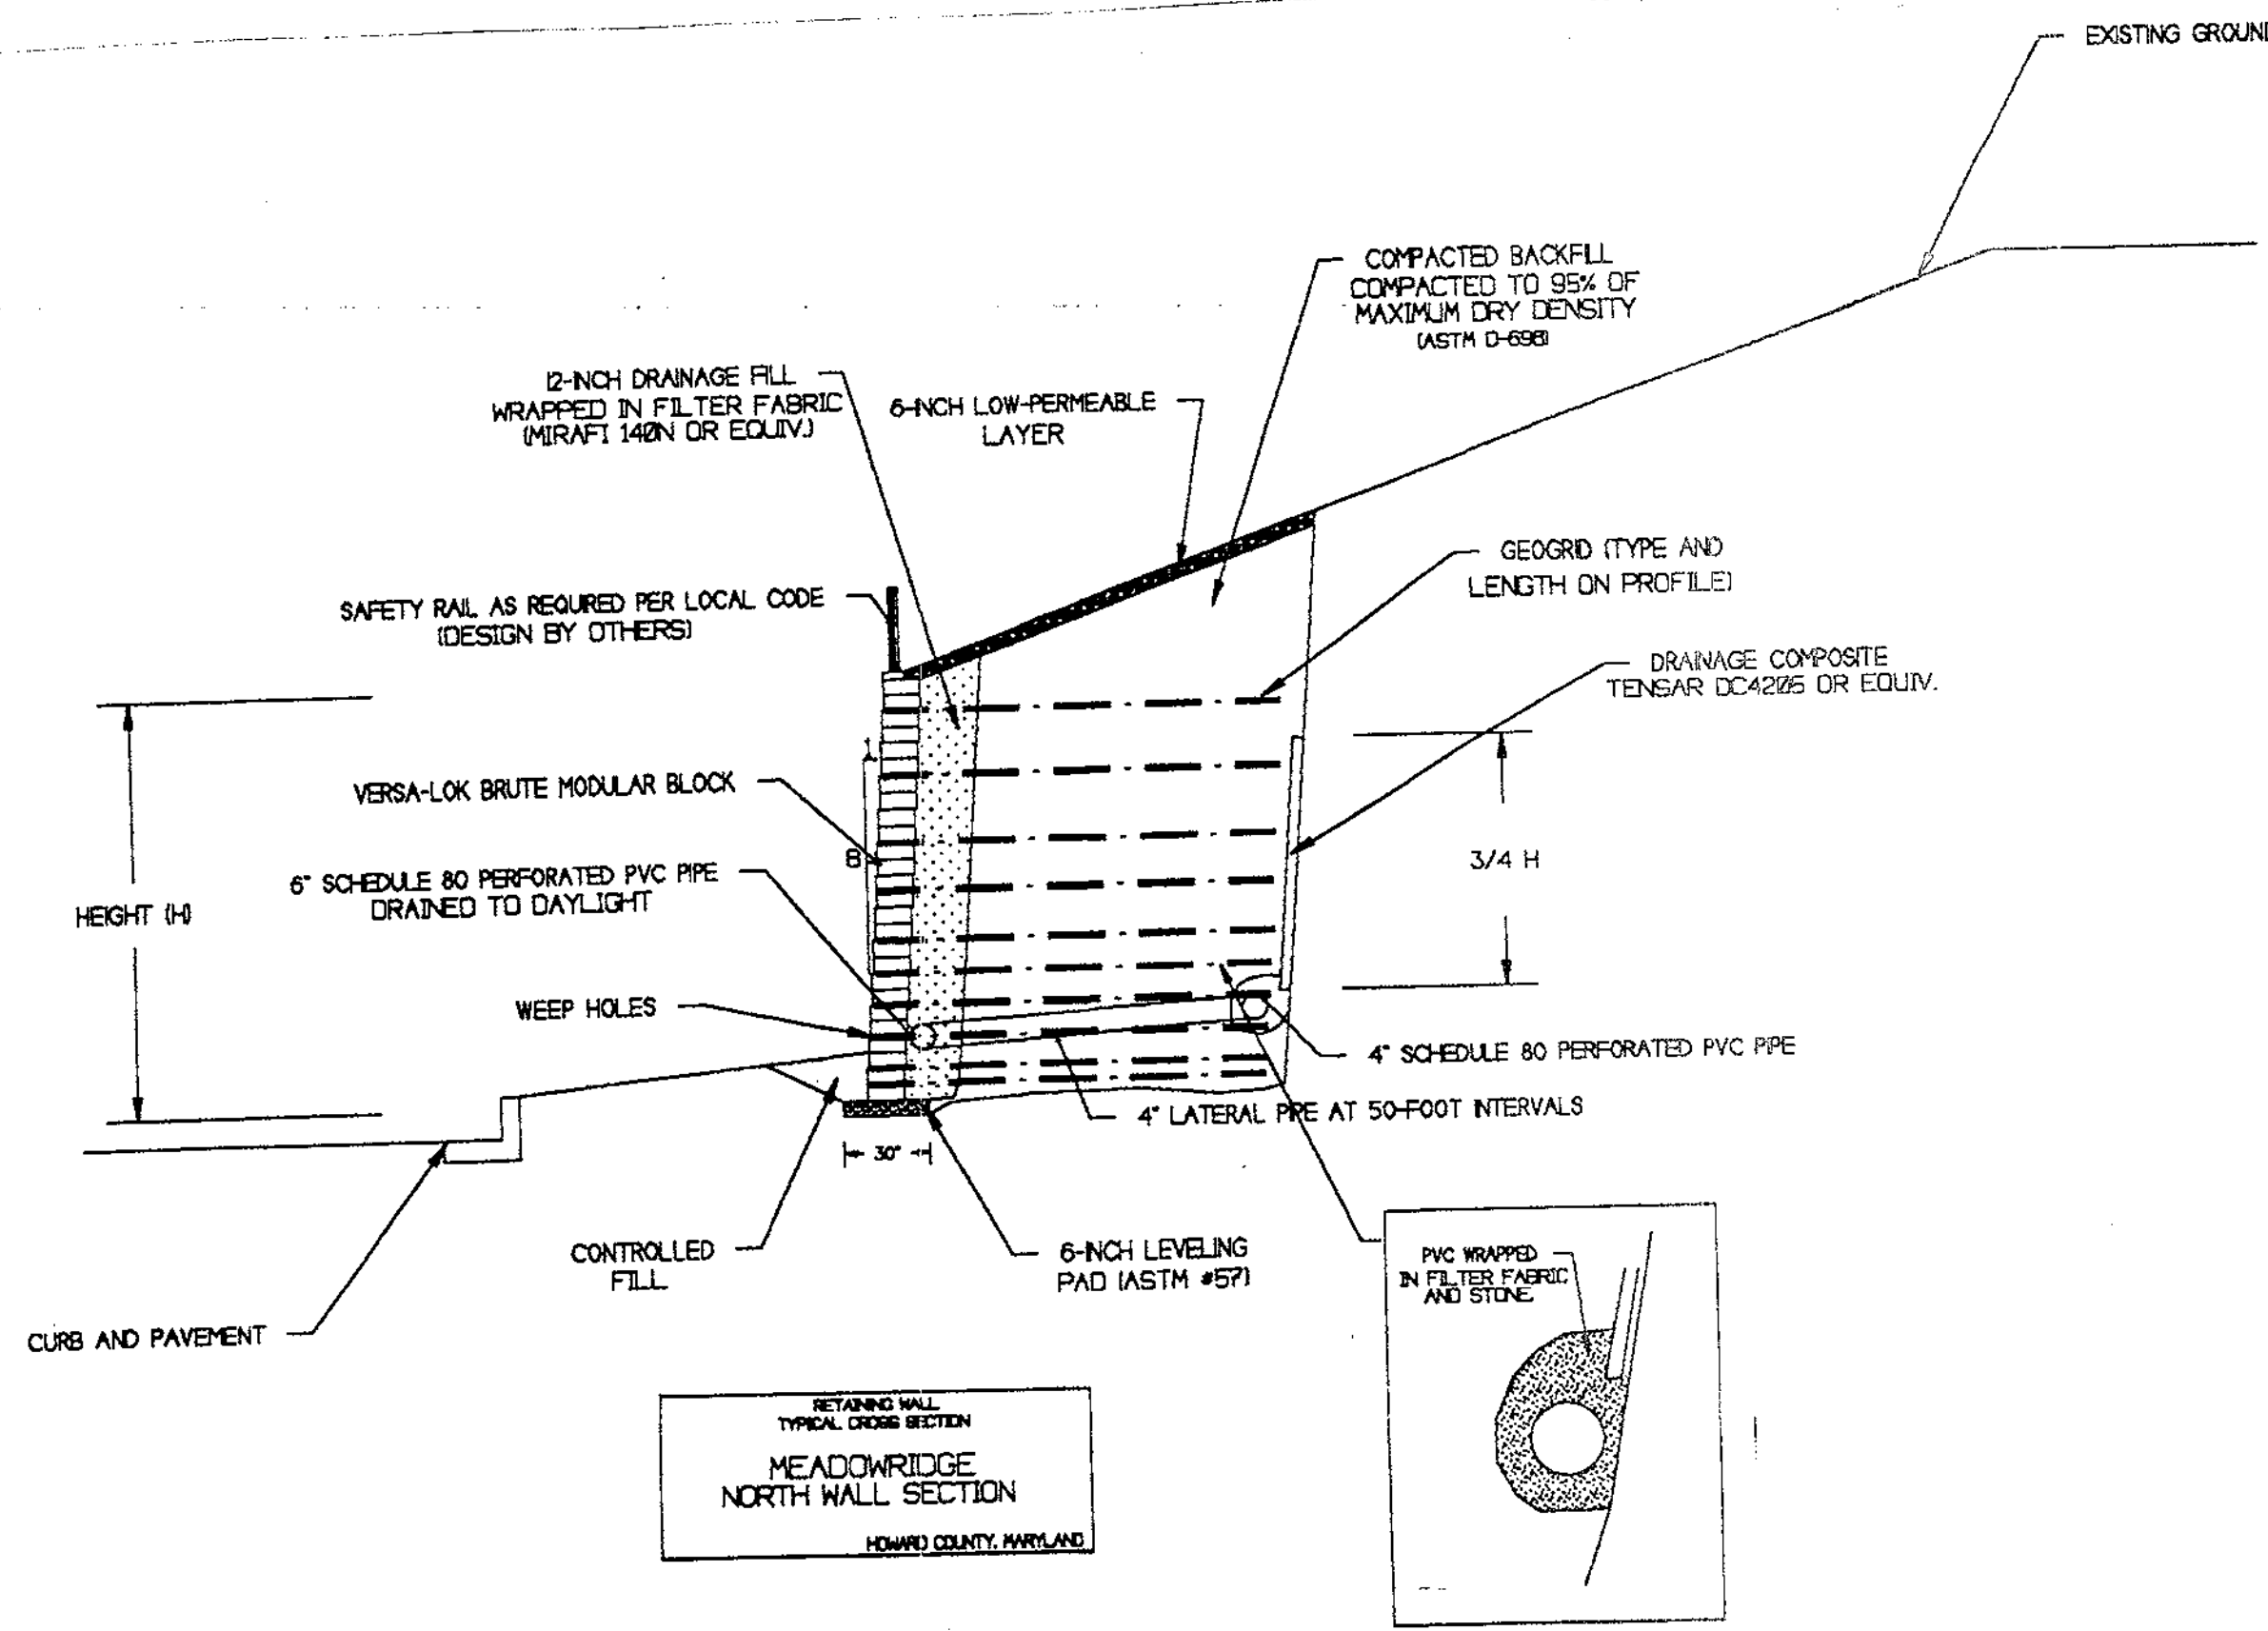 EXISTING GROUND
COMPACTED BACKFILL
COMPACTED TO 95% OF
MAXIMUM DRY DENSITY
(ASTM D-698)
12-INCH DRAINAGE FILL
WRAPPED IN FILTER FABRIC
(MIRAFI 140N OR EQUIV.)
6-INCH LOW-PERMEABLE
LAYER
GEOGRID (TYPE AND
LENGTH ON PROFILE)
SAFETY RAIL AS REQUIRED PER LOCAL CODE
(DESIGN BY OTHERS)
DRAINAGE COMPOSITE
TENSAR DC4205 OR EQUIV.
1
VERSA-LOK BRUTE MODULAR BLOCK
8
3/4 H
6" SCHEDULE 80 PERFORATED PVC PIPE
DRAINED TO DAYLIGHT
HEIGHT (H)
WEEP HOLES
4" SCHEDULE 80 PERFORATED PVC PIPE
4" LATERAL PIPE AT 50-FOOT INTERVALS
30"
CONTROLLED
FILL
6-INCH LEVELING
PAD (ASTM #57)
PVC WRAPPED
IN FILTER FABRIC
AND STONE
CURB AND PAVEMENT
RETAINING WALL
TYPICAL CROSS SECTION
MEADOWRIDGE
NORTH WALL SECTION
HOWARD COUNTY, MARYLAND